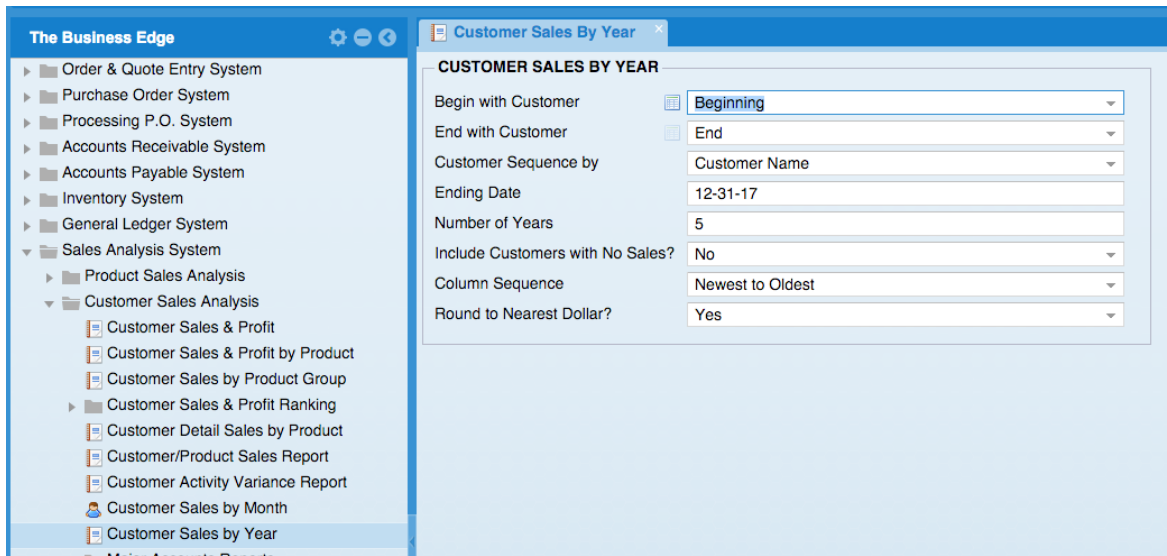 The Business Edge
Order & Quote Entry System
Purchase Order System
Processing P.O. System
Accounts Receivable System
Accounts Payable System
Inventory System
General Ledger System
Sales Analysis System
Product Sales Analysis
Customer Sales Analysis
Customer Sales & Profit
Customer Sales & Profit by Product
Customer Sales by Product Group
Customer Sales & Profit Ranking
Customer Detail Sales by Product
Customer/Product Sales Report
Customer Activity Variance Report
Customer Sales by Month
Customer Sales by Year
Major Accounts Reports
Customer Sales By Year
CUSTOMER SALES BY YEAR
Begin with Customer Beginning
End with Customer End
Customer Sequence by Customer Name
Ending Date 12-31-17
Number of Years 5
Include Customers with No Sales? No
Column Sequence Newest to Oldest
Round to Nearest Dollar? Yes